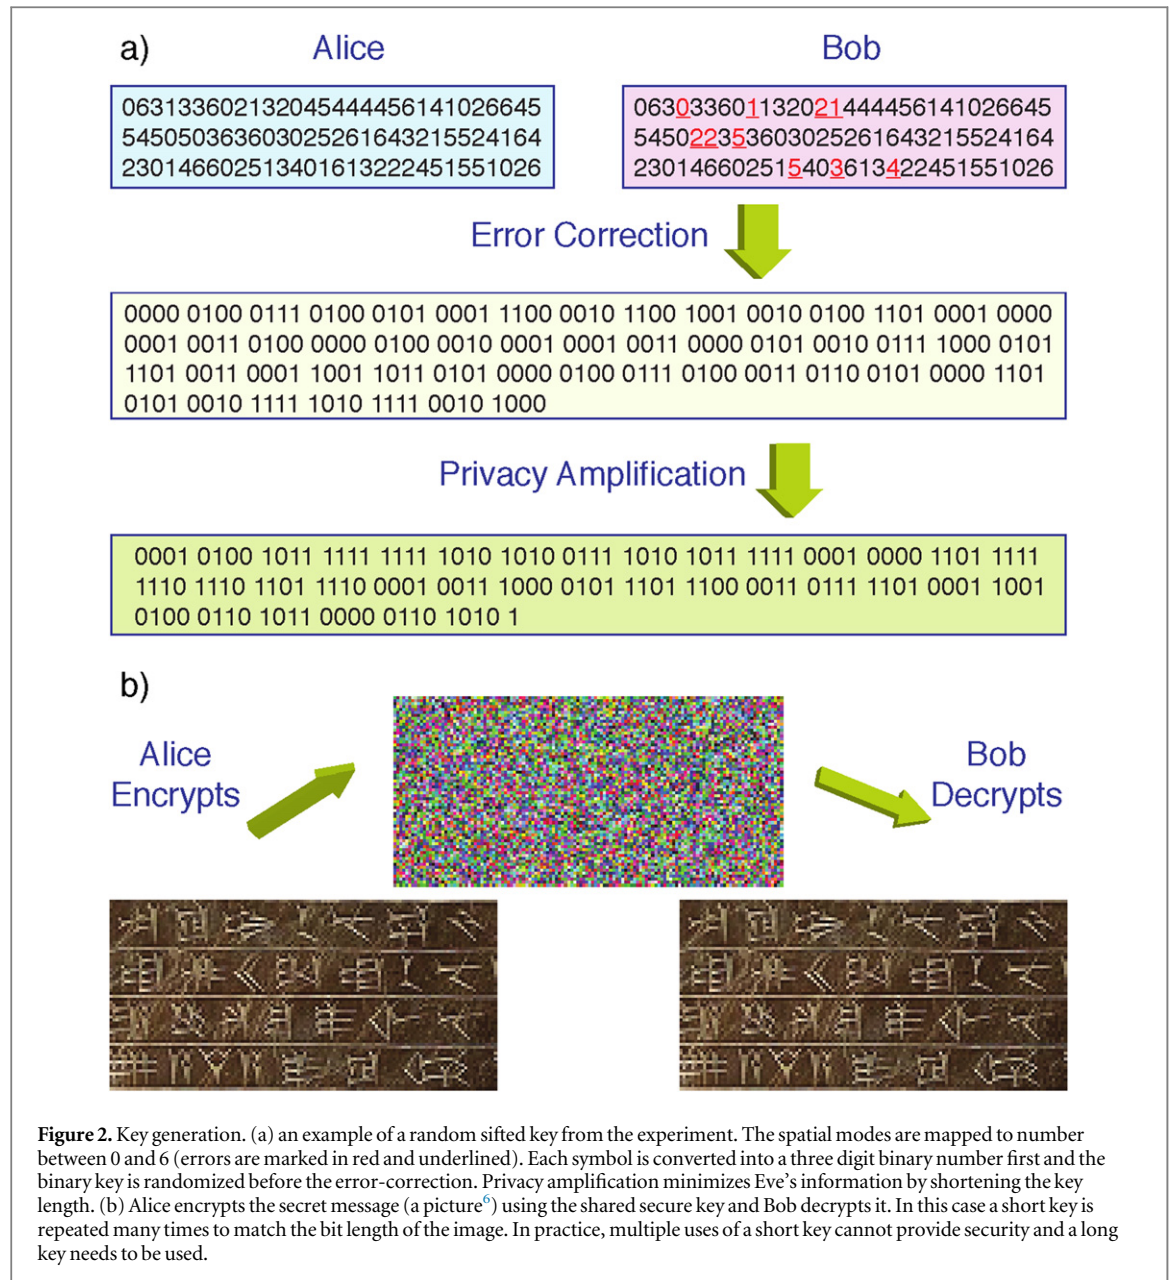 a)
Alice
Bob
063133602132045444456141026645
545050363603025261643215524164
230146602513401613222451551026
063033601132021444456141026645
545022353603025261643215524164
230146602515403613422451551026
Error Correction
0000 0100 0111 0100 0101 0001 1100 0010 1100 1001 0010 0100 1101 0001 0000
0001 0011 0100 0000 0100 0010 0001 0001 0011 0000 0101 0010 0111 1000 0101
1101 0011 0001 1001 1011 0101 0000 0100 0111 0100 0011 0110 0101 0000 1101
0101 0010 1111 1010 1111 0010 1000
Privacy Amplification
0001 0100 1011 1111 1111 1010 1010 0111 1010 1011 1111 0001 0000 1101 1111
1110 1110 1101 1110 0001 0011 1000 0101 1101 1100 0011 0111 1101 0001 1001
0100 0110 1011 0000 0110 1010 1
b)
Alice
Encrypts
Bob
Decrypts
Figure 2. Key generation. (a) an example of a random sifted key from the experiment. The spatial modes are mapped to number
between 0 and 6 (errors are marked in red and underlined). Each symbol is converted into a three digit binary number first and the
binary key is randomized before the error-correction. Privacy amplification minimizes Eve's information by shortening the key
length. (b) Alice encrypts the secret message (a picture⁶) using the shared secure key and Bob decrypts it. In this case a short key is
repeated many times to match the bit length of the image. In practice, multiple uses of a short key cannot provide security and a long
key needs to be used.